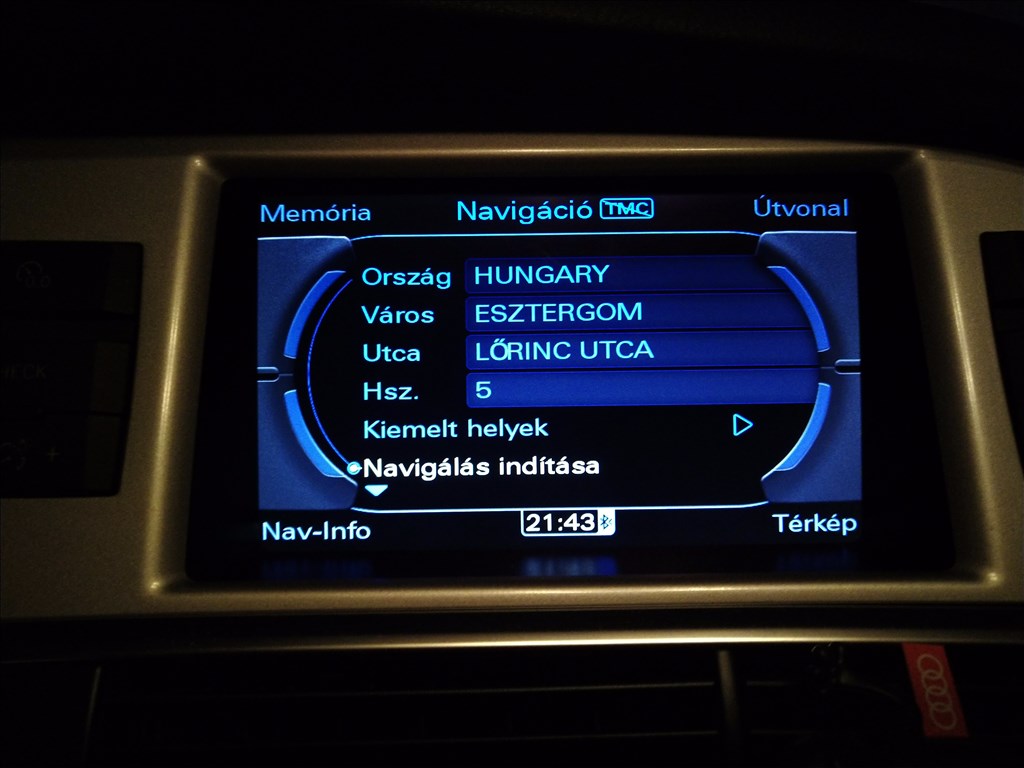 Memória Navigáció TMC Útvonal
Ország HUNGARY
Város ESZTERGOM
Utca LŐRINC UTCA
Hsz. 5
Kiemelt helyek
Navigálás indítása
Nav-Info 21:43 Térkép